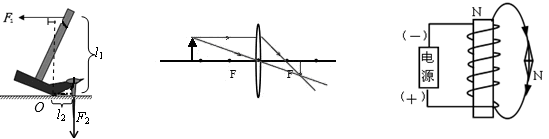 F₁
l₁
O
l₂
F₂
F
F
N
(−)
电
源
(+)
N